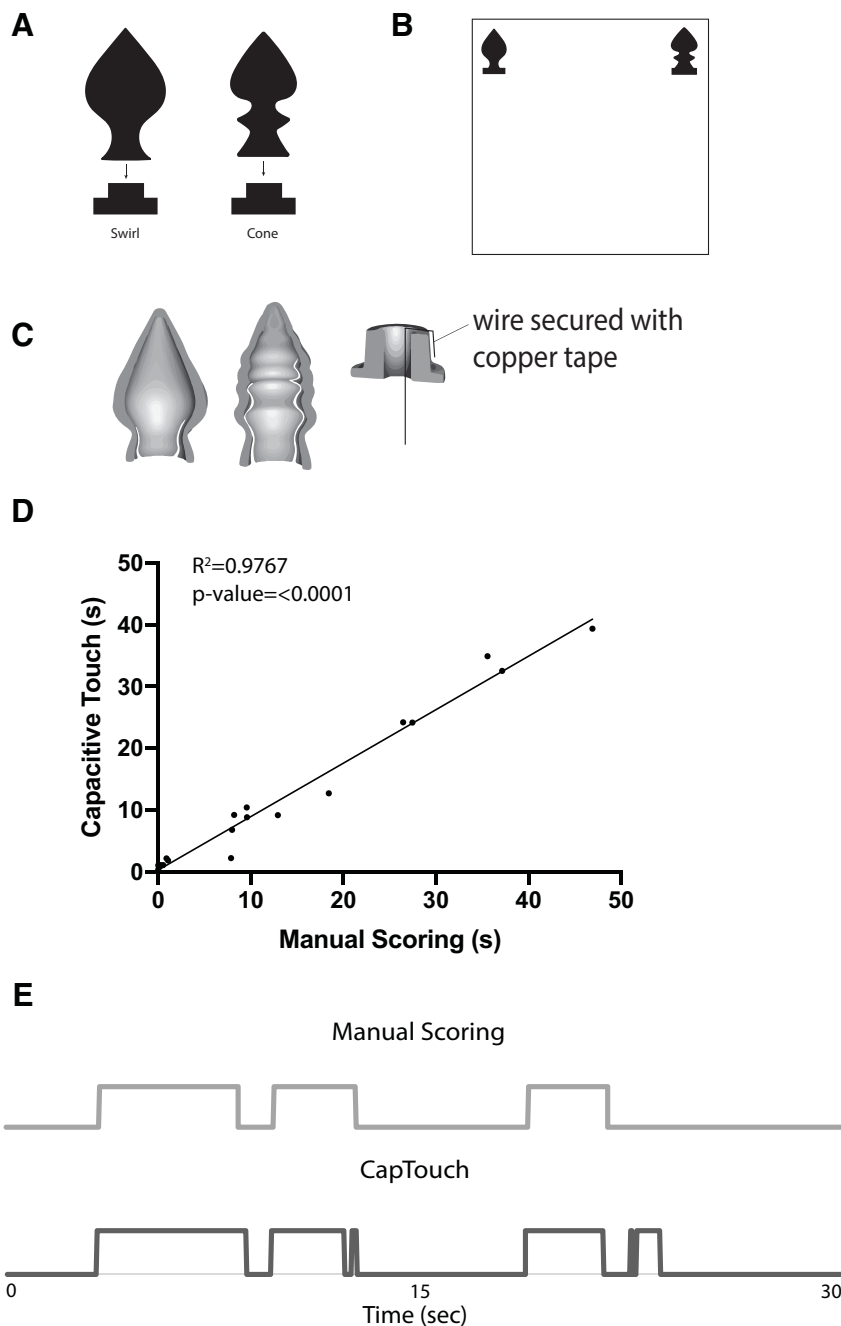 A
B
Swirl
Cone
C
wire secured with
copper tape
D
R²=0.9767
p-value=<0.0001
50
40
30
20
10
0
Capacitive Touch (s)
0 10 20 30 40 50
Manual Scoring (s)
E
Manual Scoring
CapTouch
0 15 30
Time (sec)